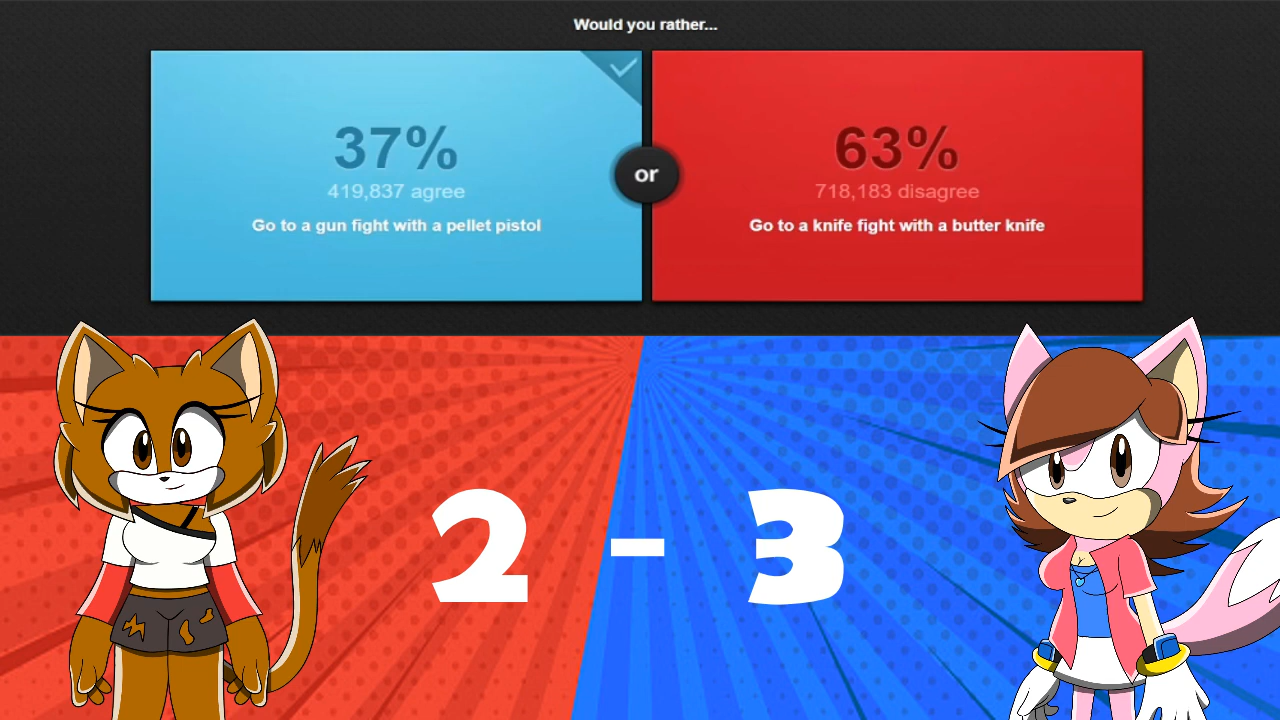 Would you rather...
37%
419,837 agree
Go to a gun fight with a pellet pistol
or
63%
718,183 disagree
Go to a knife fight with a butter knife
2 - 3